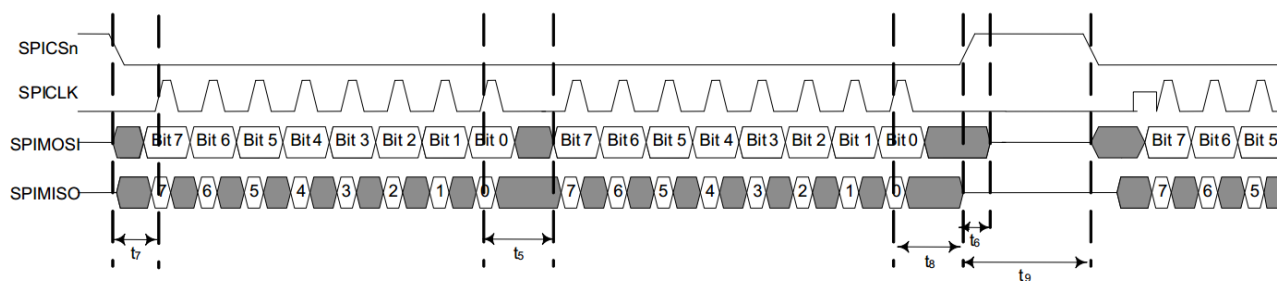 SPICSn
SPICLK
SPIMOSI Bit 7 Bit 6 Bit 5 Bit 4 Bit 3 Bit 2 Bit 1 Bit 0 Bit 7 Bit 6 Bit 5 Bit 4 Bit 3 Bit 2 Bit 1 Bit 0 Bit 7 Bit 6 Bit 5
SPIMISO 7 6 5 4 3 2 1 0 7 6 5 4 3 2 1 0 7 6 5
t7 t5 t8 t6
t9